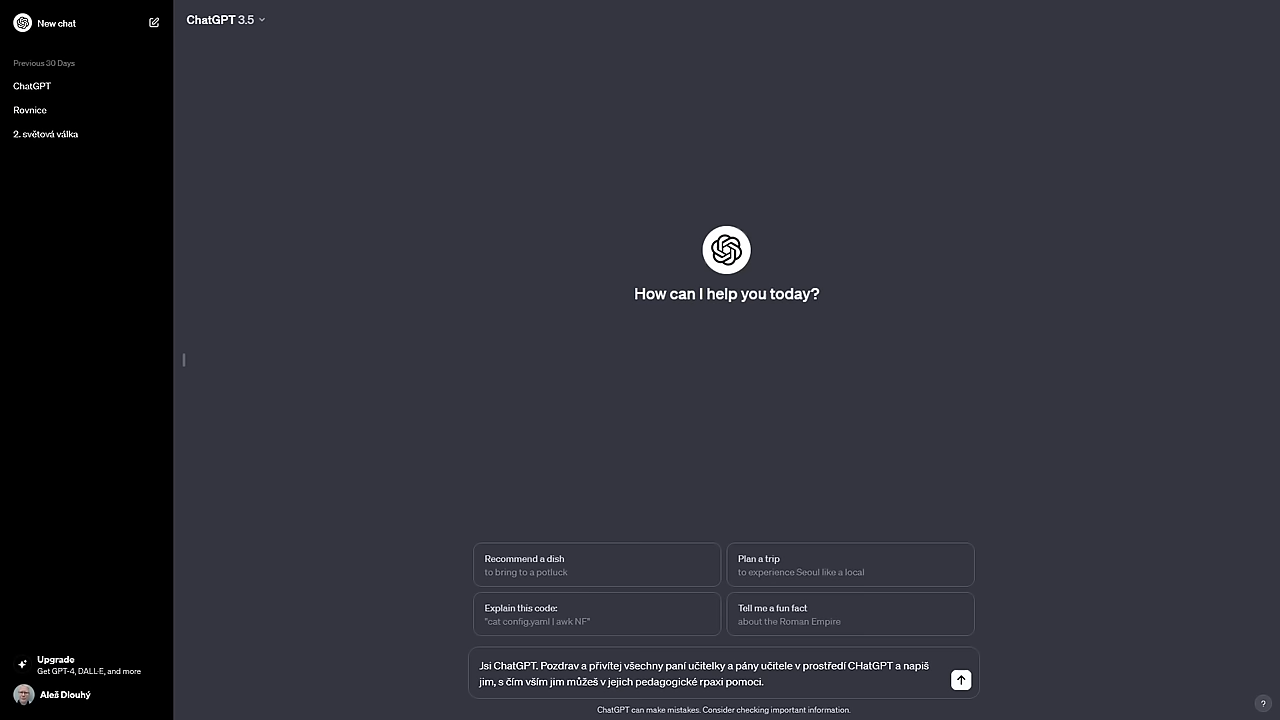 New chat
Previous 30 Days
ChatGPT
Rovnice
2. světová válka
Upgrade
Get GPT-4, DALL·E, and more
Aleš Dlouhý
ChatGPT 3.5
How can I help you today?
Recommend a dish
to bring to a potluck
Plan a trip
to experience Seoul like a local
Explain this code:
"cat config.yaml | awk NF"
Tell me a fun fact
about the Roman Empire
Jsi ChatGPT. Pozdrav a přivítej všechny paní učitelky a pány učitele v prostředí CHatGPT a napiš
jim, s čím vším jim můžeš v jejich pedagogické rpaxi pomoci.
ChatGPT can make mistakes. Consider checking important information.
?